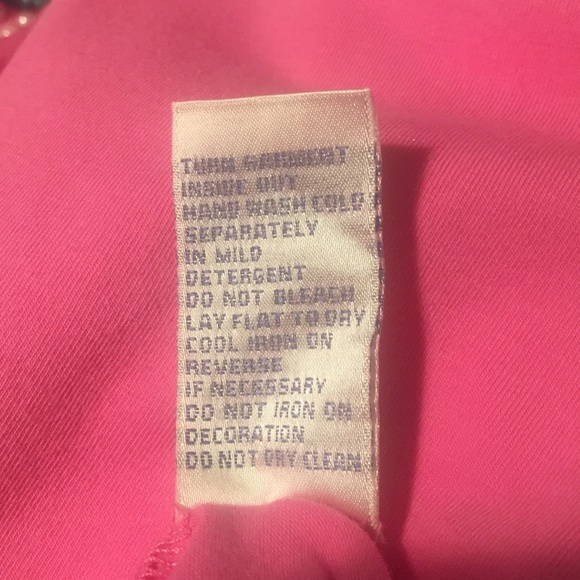 TURN GARMENT
INSIDE OUT
HAND WASH COLD
SEPARATELY
IN MILD
DETERGENT
DO NOT BLEACH
LAY FLAT TO DRY
COOL IRON ON
REVERSE
IF NECESSARY
DO NOT IRON ON
DECORATION
DO NOT DRY CLEAN